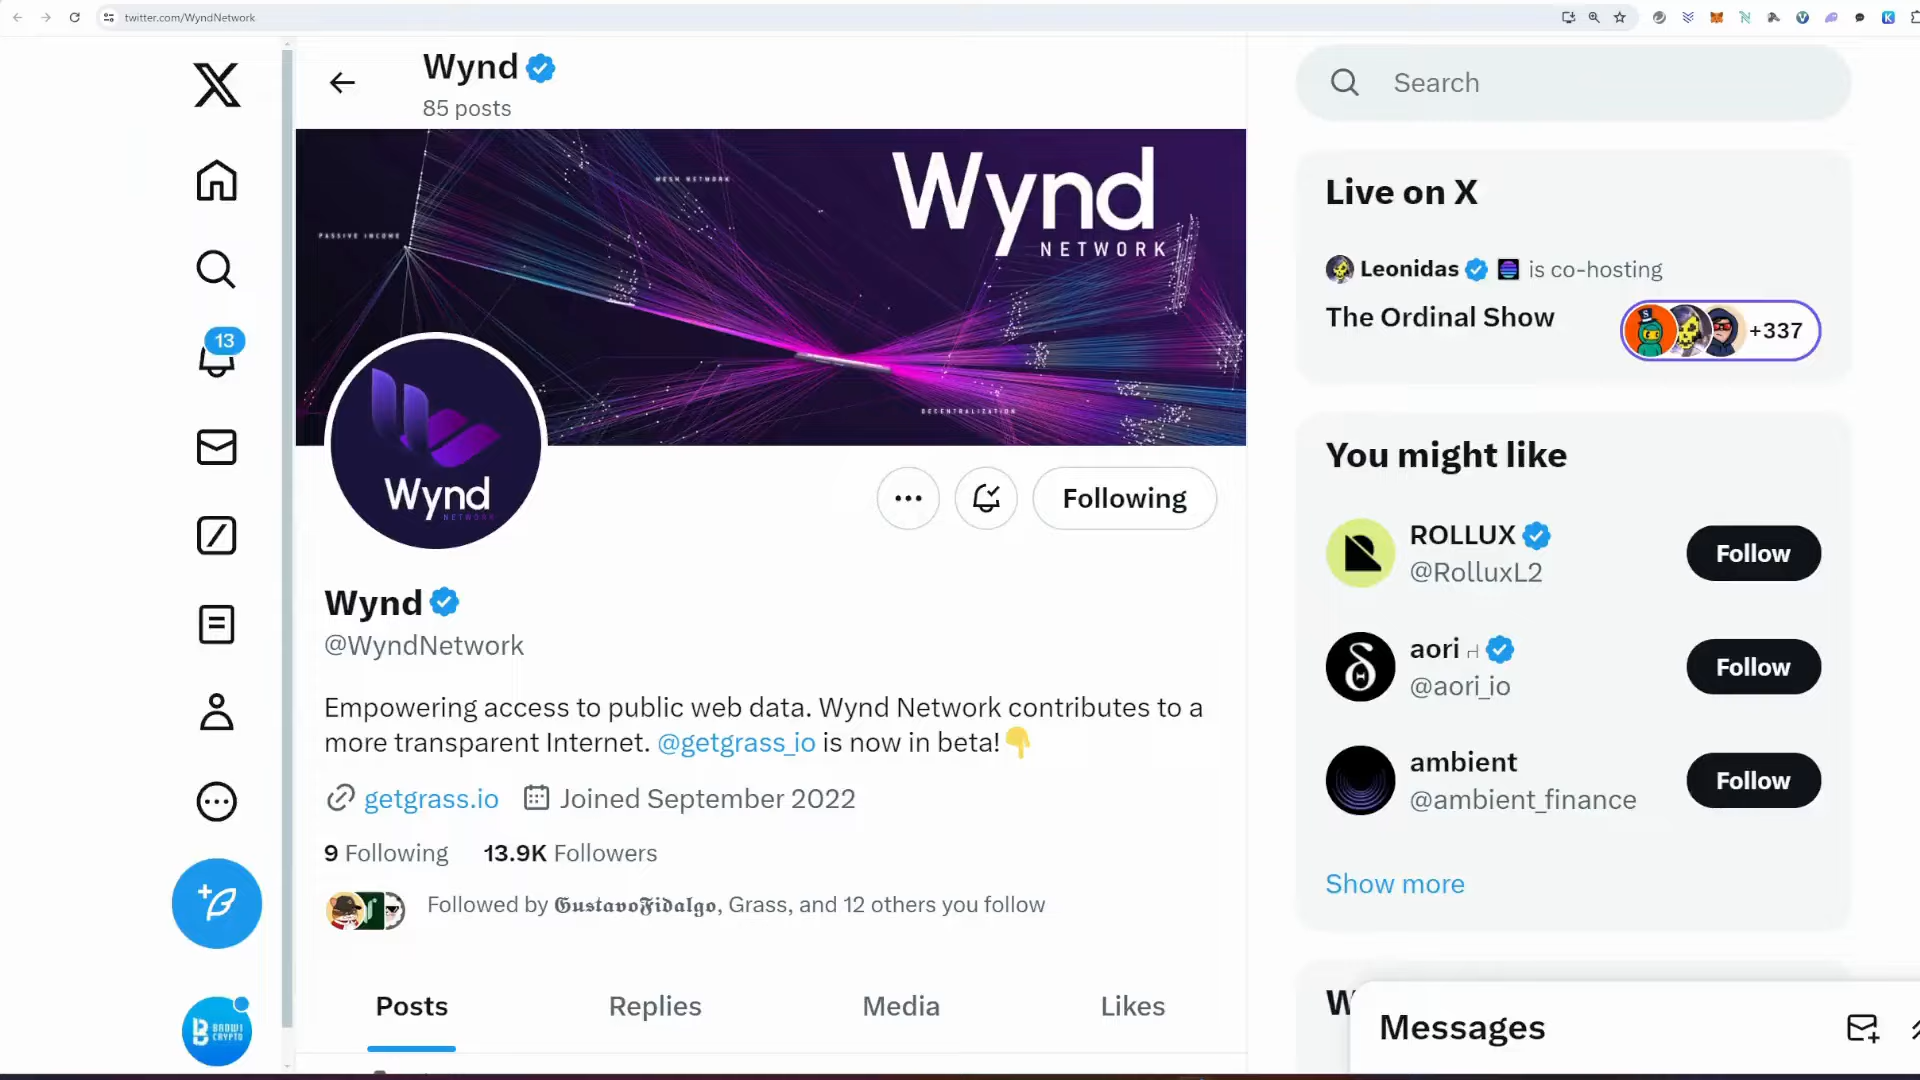 twitter.com/WyndNetwork
Wynd
85 posts
Search
PASSIVE INCOME
MESH NETWORK
Wynd
NETWORK
DECENTRALIZATION
Wynd
NETWORK
Following
Wynd
@WyndNetwork
Empowering access to public web data. Wynd Network contributes to a
more transparent Internet. @getgrass_io is now in beta!👇
getgrass.io Joined September 2022
9 Following 13.9K Followers
Followed by 𝕲𝖚𝖘𝖙𝖆𝖛𝖔𝕱𝖎𝖉𝖆𝖑𝖌𝖔, Grass, and 12 others you follow
Posts Replies Media Likes
13
BADWI
CRYPTO
Live on X
Leonidas is co-hosting
The Ordinal Show
+337
You might like
ROLLUX
@RolluxL2
Follow
aori
@aori_io
Follow
ambient
@ambient_finance
Follow
Show more
Messages